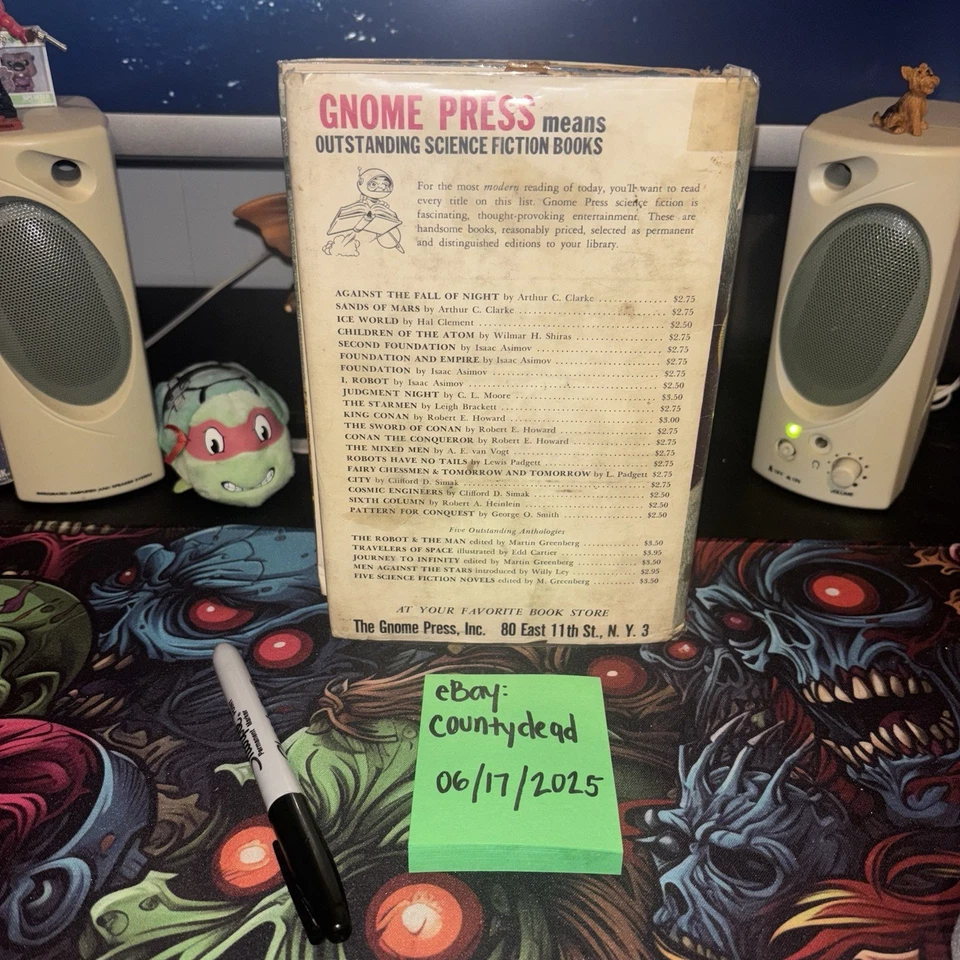 GNOME PRESS means
OUTSTANDING SCIENCE FICTION BOOKS
For the most modern reading of today, you'll want to read
every title on this list. Gnome Press science fiction is
fascinating, thought-provoking entertainment. These are
handsome books, reasonably priced, selected as permanent
and distinguished editions to your library.
AGAINST THE FALL OF NIGHT by Arthur C. Clarke ............... $2.75
SANDS OF MARS by Arthur C. Clarke ............... $2.75
ICE WORLD by Hal Clement ............... $2.50
CHILDREN OF THE ATOM by Wilmar H. Shiras ............... $2.75
SECOND FOUNDATION by Isaac Asimov ............... $2.75
FOUNDATION AND EMPIRE by Isaac Asimov ............... $2.75
FOUNDATION by Isaac Asimov ............... $2.75
I, ROBOT by Isaac Asimov ............... $2.50
JUDGMENT NIGHT by C. L. Moore ............... $3.50
THE STARMEN by Leigh Brackett ............... $2.75
KING CONAN by Robert E. Howard ............... $3.00
THE SWORD OF CONAN by Robert E. Howard ............... $2.75
CONAN THE CONQUEROR by Robert E. Howard ............... $2.75
THE MIXED MEN by A. E. van Vogt ............... $2.75
ROBOTS HAVE NO TAILS by Lewis Padgett ............... $2.75
FAIRY CHESSMEN & TOMORROW AND TOMORROW by L. Padgett $2.75
CITY by Clifford D. Simak ............... $2.75
COSMIC ENGINEERS by Clifford D. Simak ............... $2.50
SIXTH COLUMN by Robert A. Heinlein ............... $2.50
PATTERN FOR CONQUEST by George O. Smith ............... $2.50
Five Outstanding Anthologies
THE ROBOT & THE MAN edited by Martin Greenberg ............... $3.50
TRAVELERS OF SPACE illustrated by Edd Cartier ............... $3.95
JOURNEY TO INFINITY edited by Martin Greenberg ............... $3.50
MEN AGAINST THE STARS introduced by Willy Ley ............... $2.95
FIVE SCIENCE FICTION NOVELS edited by M. Greenberg ............... $3.50
AT YOUR FAVORITE BOOK STORE
The Gnome Press, Inc. 80 East 11th St., N. Y. 3
VOLUME
Sharpie
Permanent Marker
eBay:
countydead
06/17/2025